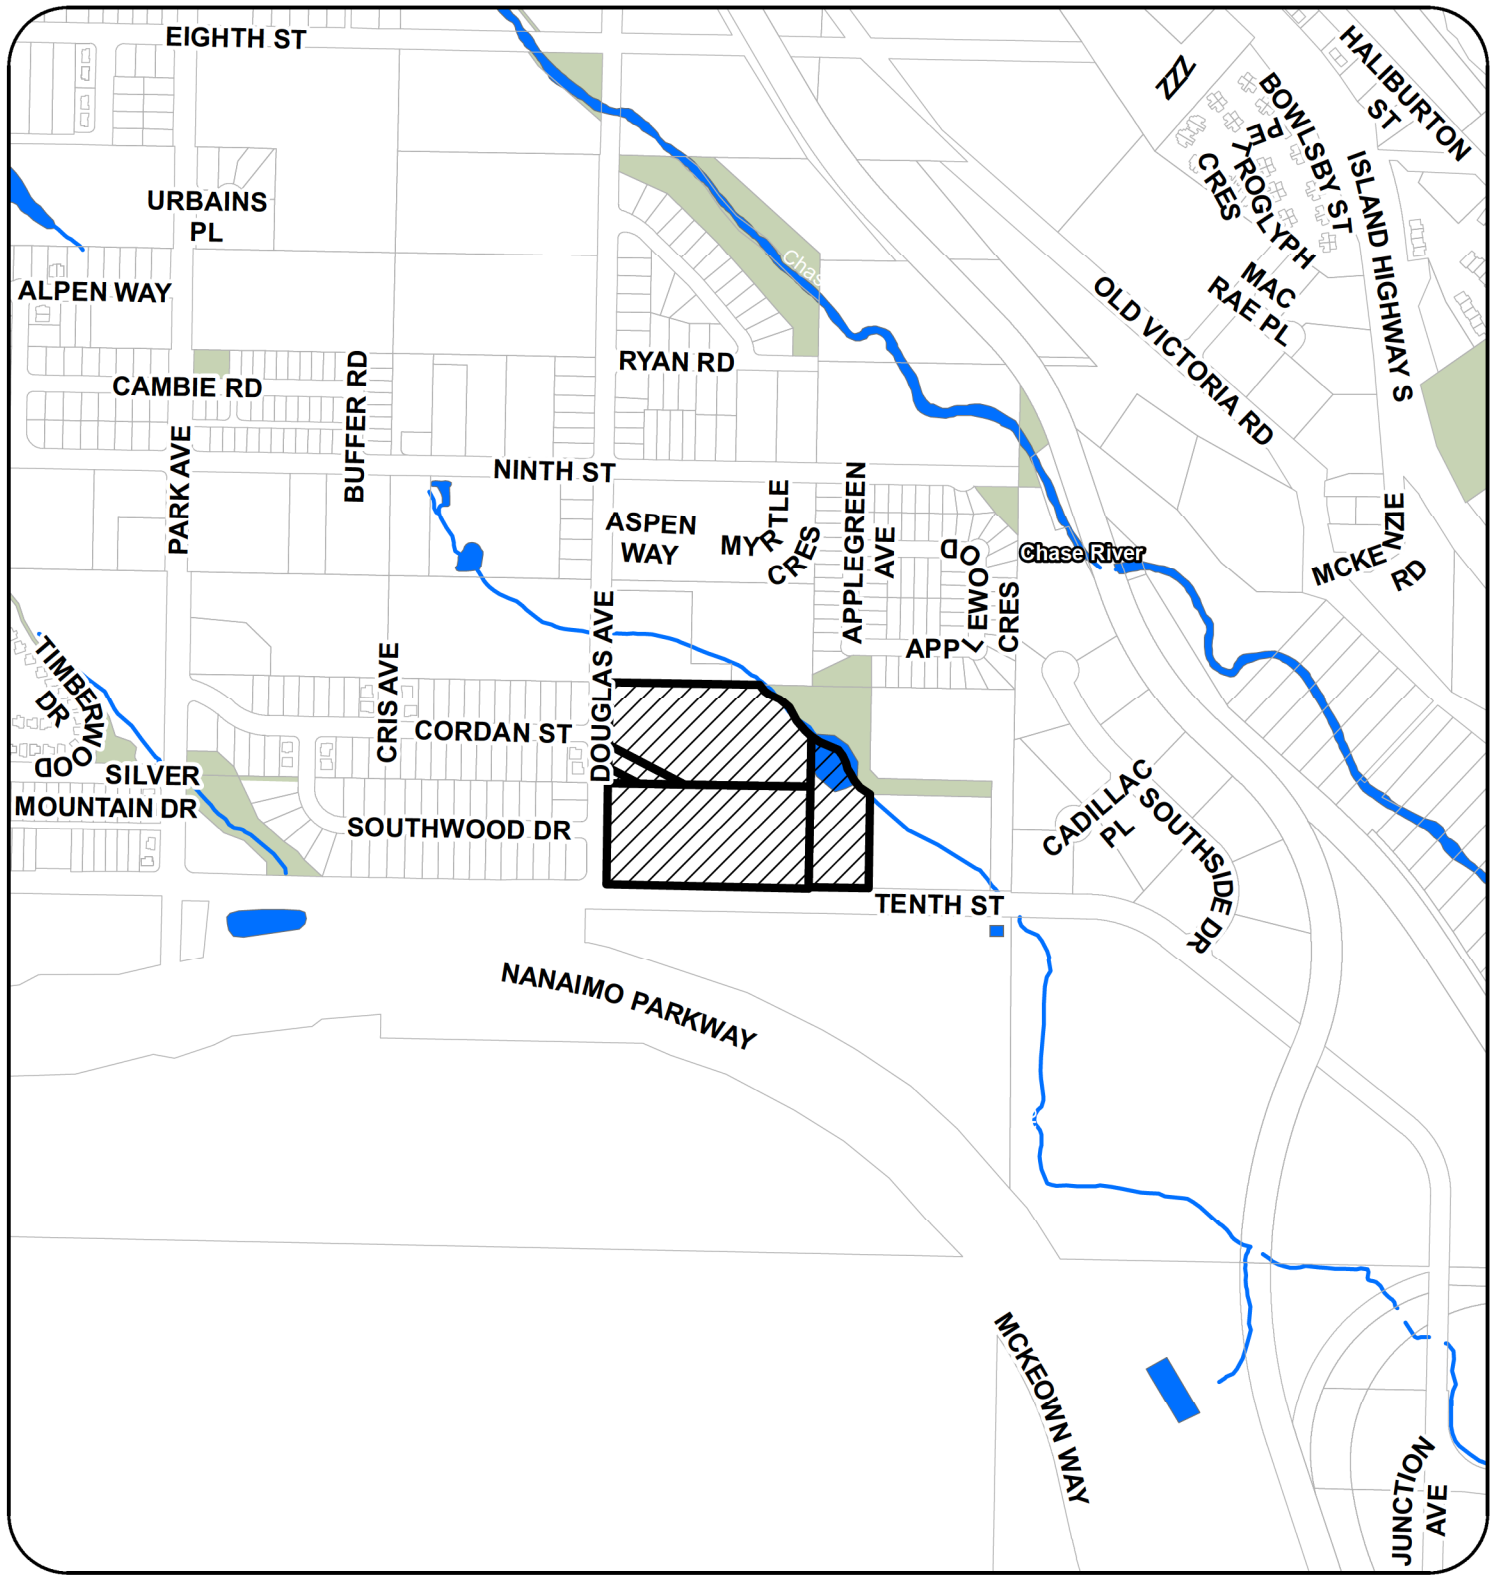 EIGHTH ST
HALIBURTON
ST
ZZZ
BOWLSBY ST
PETROGLYPH
CRES
ISLAND HIGHWAY S
URBAINS
PL
ALPEN WAY
Chas
MAC
RAE PL
OLD VICTORIA RD
RYAN RD
CAMBIE RD
BUFFER RD
PARK AVE
NINTH ST
ASPEN
WAY
MYRTLE
CRES
APPLEGREEN
AVE
APPLEWOOD
CRES
Chase River
MCKENZIE
RD
TIMBERWOOD
DR
CRIS AVE
CORDAN ST
DOUGLAS AVE
SILVER
MOUNTAIN DR
SOUTHWOOD DR
CADILLAC
PL
SOUTHSIDE DR
TENTH ST
NANAIMO PARKWAY
MCKEOWN WAY
JUNCTION
AVE